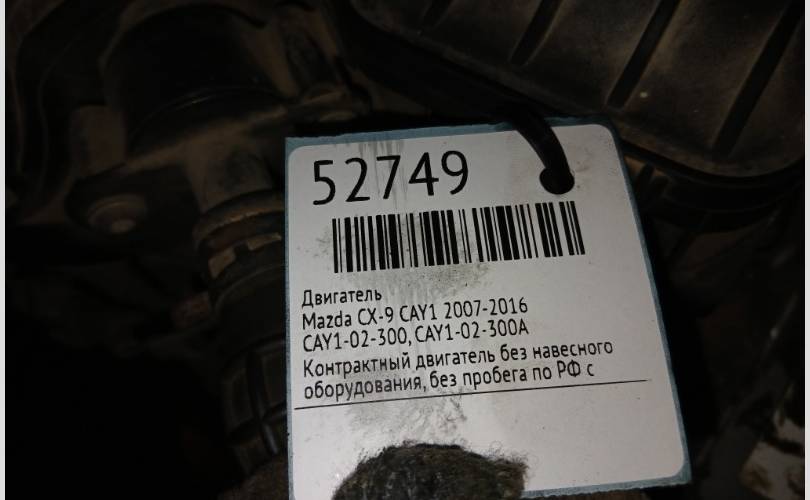 52749
Двигатель
Mazda CX-9 CAY1 2007-2016
CAY1-02-300, CAY1-02-300A
Контрактный двигатель без навесного
оборудования, без пробега по РФ с